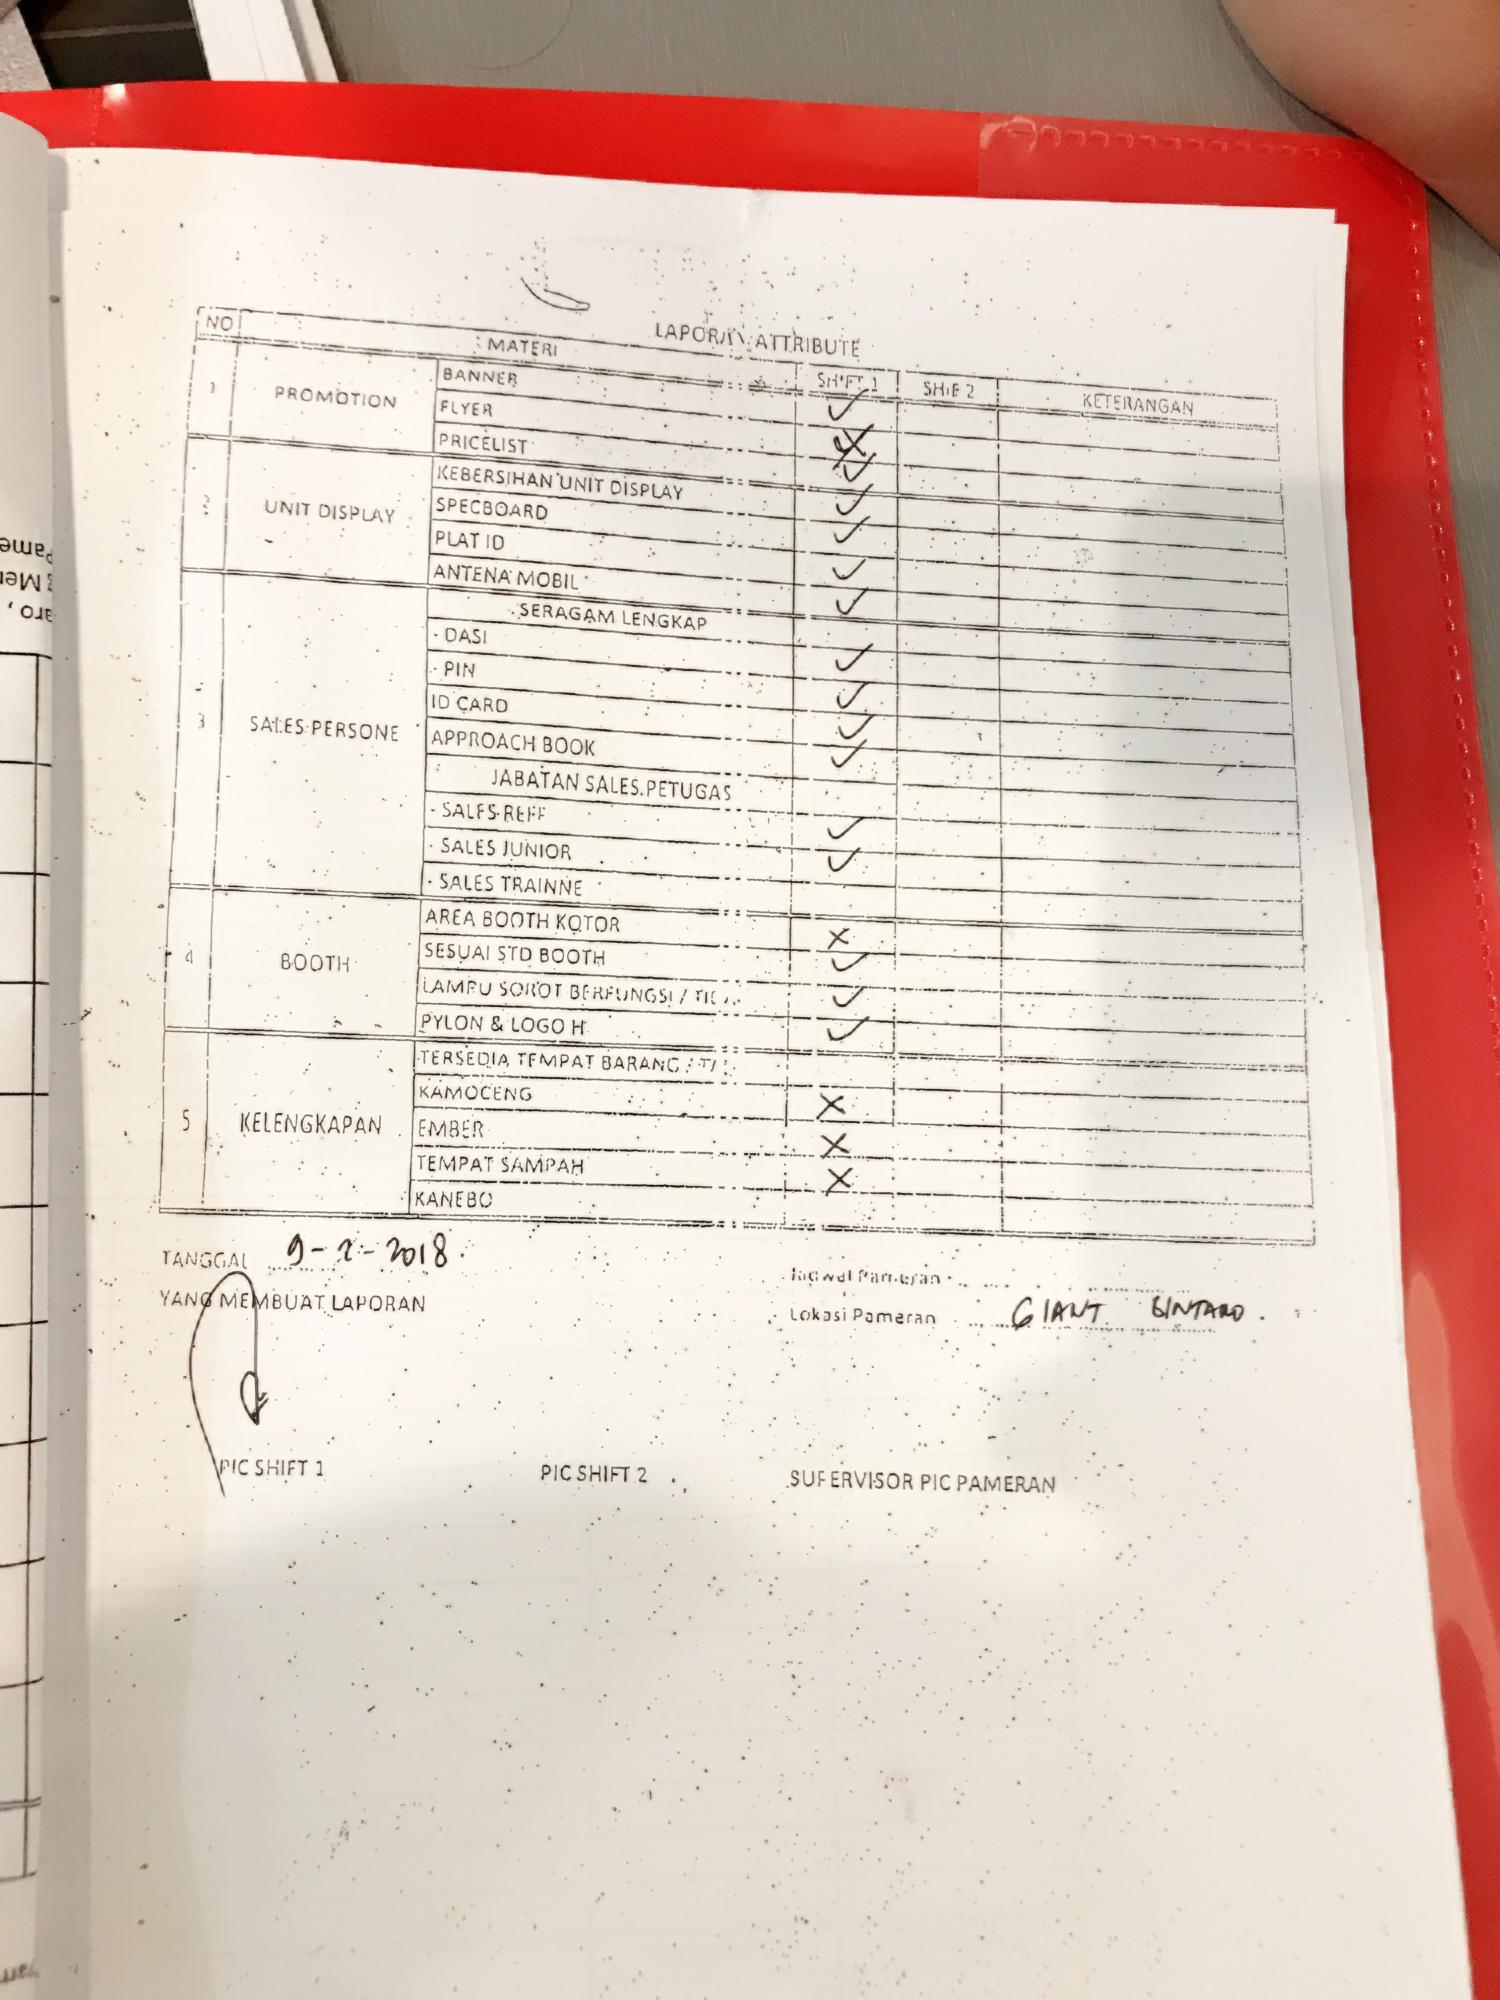 LAPORAN ATTRIBUTE
NO MATERI SHIFT 1 SHIF 2 KETERANGAN
1 PROMOTION BANNER ✓
FLYER
PRICELIST ✓
2 UNIT DISPLAY KEBERSIHAN UNIT DISPLAY ✓
SPECBOARD ✓
PLAT ID ✓
ANTENA MOBIL ✓
3 SALES PERSONE SERAGAM LENGKAP
- DASI ✓
- PIN ✓
ID CARD ✓
APPROACH BOOK ✓
JABATAN SALES PETUGAS
- SALES REFF ✓
- SALES JUNIOR ✓
- SALES TRAINNE
4 BOOTH AREA BOOTH KOTOR X
SESUAI STD BOOTH ✓
LAMPU SOROT BERFUNGSI / ✓
PYLON & LOGO H ✓
TERSEDIA TEMPAT BARANG
5 KELENGKAPAN KAMOCENG X
EMBER X
TEMPAT SAMPAH X
KANEBO
TANGGAL 9-2-2018
Jadwal Pameran
YANG MEMBUAT LAPORAN
Lokasi Pameran GIANT BINTARO.
PIC SHIFT 1 PIC SHIFT 2 SUPERVISOR PIC PAMERAN